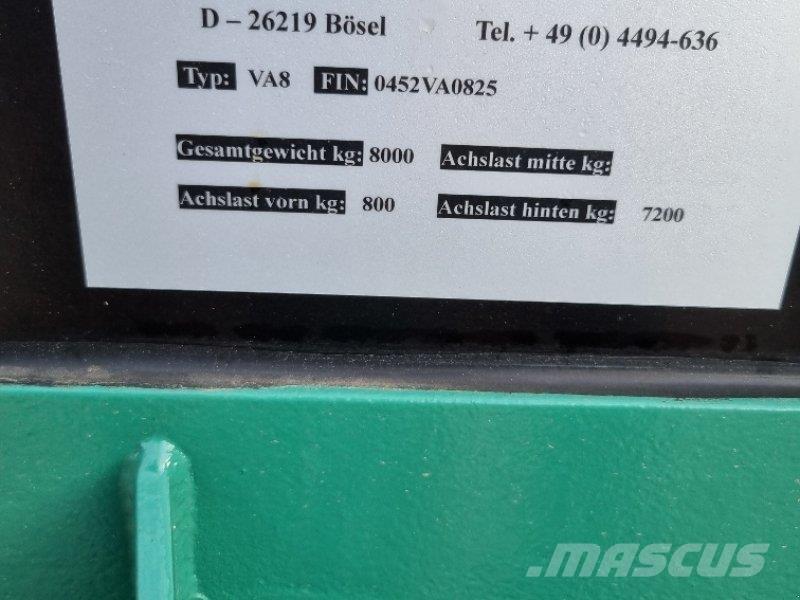 D – 26219 Bösel Tel. + 49 (0) 4494-636
Typ: VA8 FIN: 0452VA0825
Gesamtgewicht kg: 8000 Achslast mitte kg:
Achslast vorn kg: 800 Achslast hinten kg: 7200
MASCUS